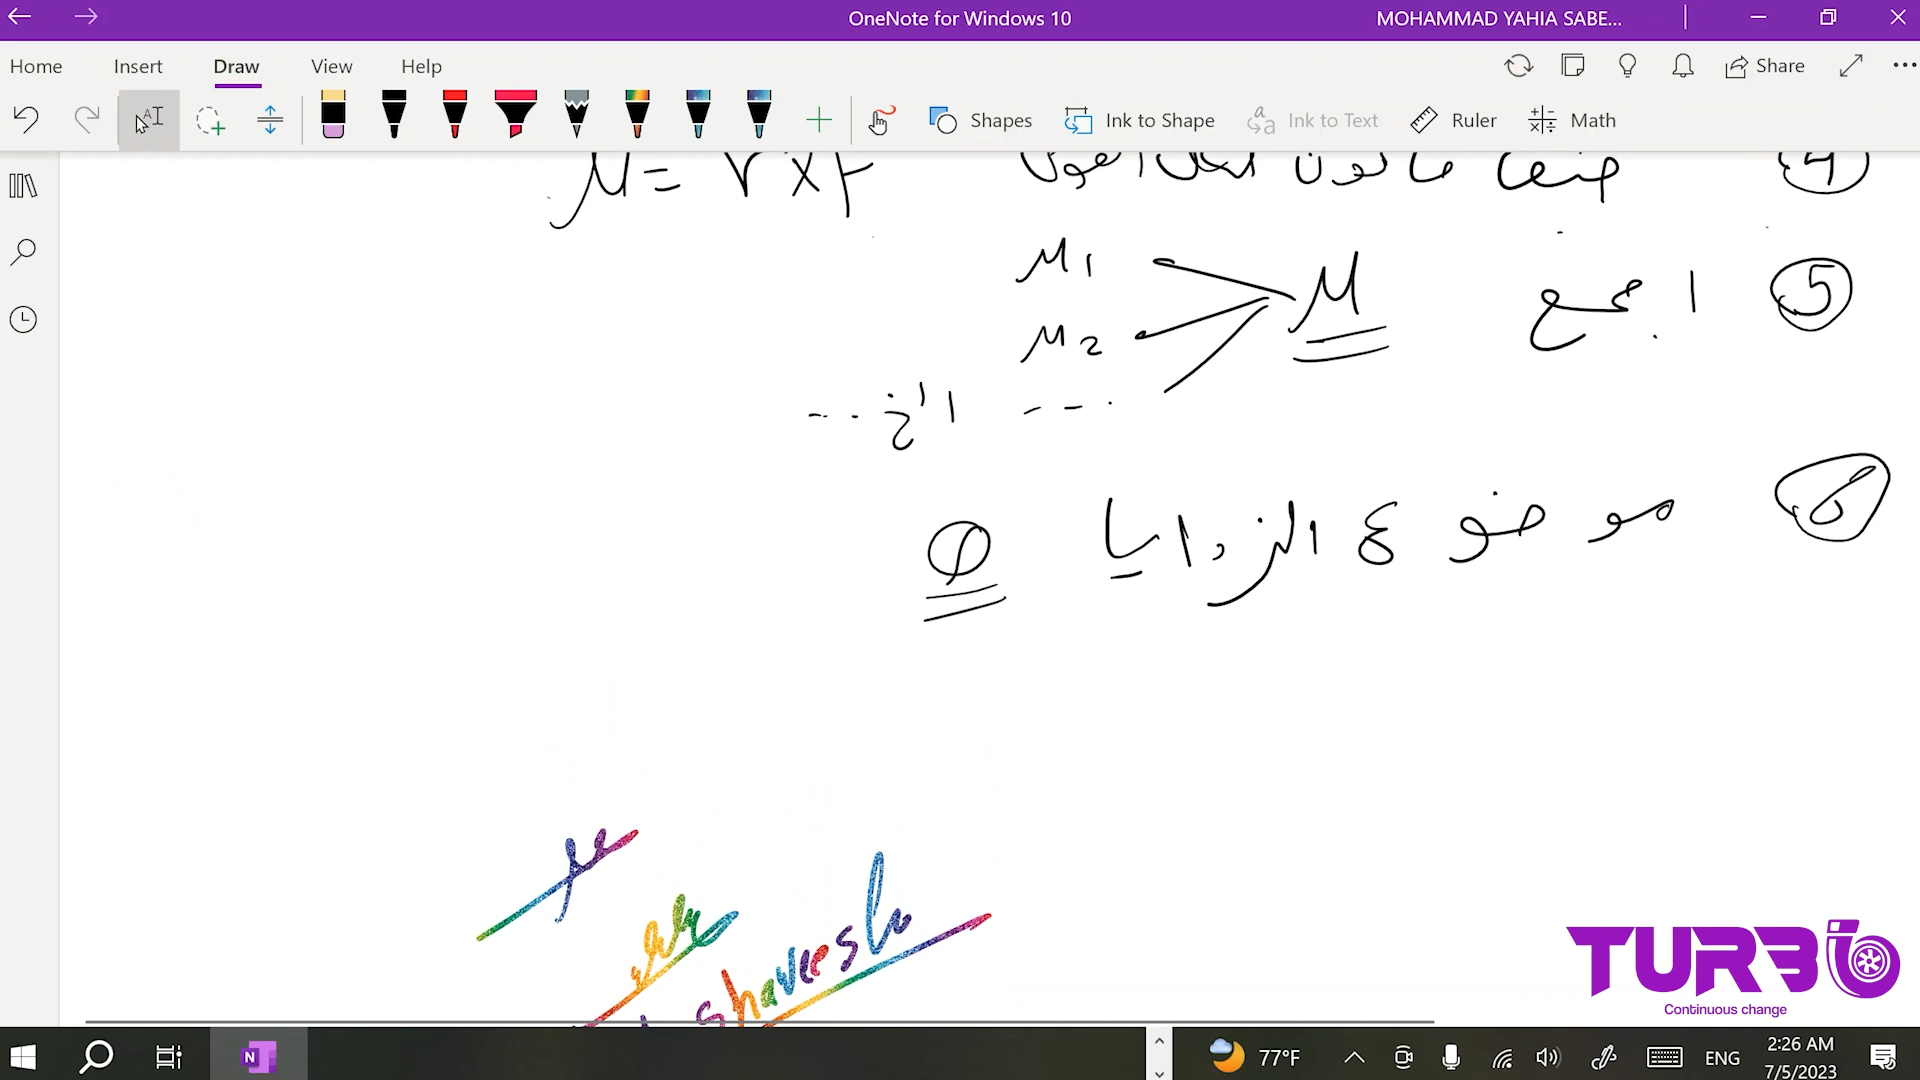 OneNote for Windows 10
MOHAMMAD YAHIA SABE...
Home Insert Draw View Help
Share
Shapes Ink to Shape Ink to Text Ruler Math
4
M = r × F
5 اجمع M
M1
M2
--- الخ ---
6 موضوع الزوايا Φ
shaweesh
TURBO
Continuous change
77°F
ENG
2:26 AM
7/5/2023